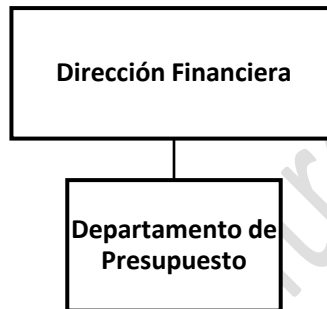 Dirección Financiera
Departamento de
Presupuesto